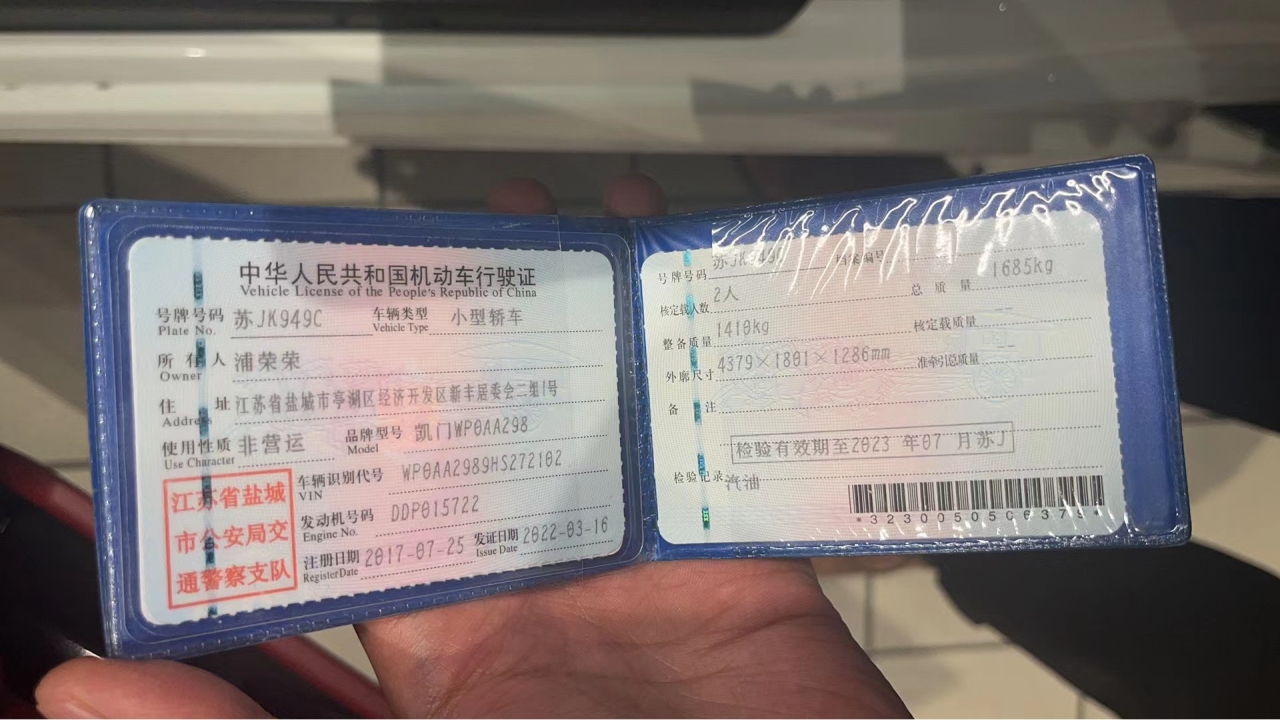 中华人民共和国机动车行驶证
Vehicle License of the People's Republic of China
号牌号码 苏JK949C 车辆类型 小型轿车
Plate No. Vehicle Type
所有人 浦荣荣
Owner
住址 江苏省盐城市亭湖区经济开发区新丰居委会二组1号
Address
使用性质 非营运 品牌型号 凯门WP0AA298
Use Character Model
江苏省盐城
市公安局交
通警察支队
车辆识别代号 WP0AA2989HS272102
VIN
发动机号码 DDP015722
Engine No.
注册日期 2017-07-25 发证日期 2022-03-16
Register Date Issue Date
号牌号码 苏JK949C 档案编号
核定载人数 2人 总质量 1685kg
整备质量 1410kg 核定载质量 --
外廓尺寸 4379×1801×1286mm 准牵引总质量 --
备注
检验有效期至2023年07月苏J
检验记录 汽油